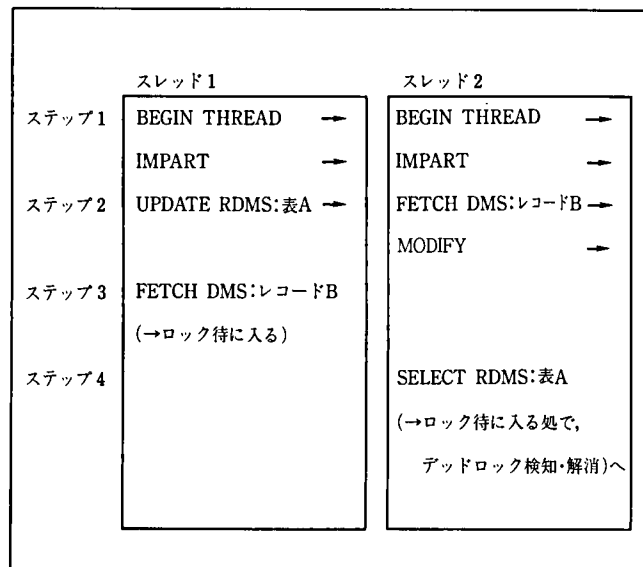 スレッド1 スレッド2
ステップ1 BEGIN THREAD → BEGIN THREAD →
IMPART → IMPART →
ステップ2 UPDATE RDMS:表A → FETCH DMS:レコードB →
MODIFY →
ステップ3 FETCH DMS:レコードB
(→ロック待に入る)
ステップ4 SELECT RDMS:表A
(→ロック待に入る処で,
デッドロック検知・解消)へ